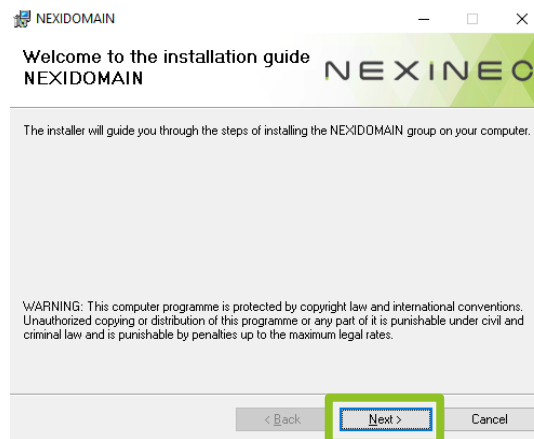 NEXIDOMAIN
Welcome to the installation guide
NEXIDOMAIN
NEXINEO
The installer will guide you through the steps of installing the NEXIDOMAIN group on your computer.
WARNING: This computer programme is protected by copyright law and international conventions.
Unauthorized copying or distribution of this programme or any part of it is punishable under civil and
criminal law and is punishable by penalties up to the maximum legal rates.
< Back
Next >
Cancel